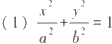 (1) x²/a² + y²/b² = 1